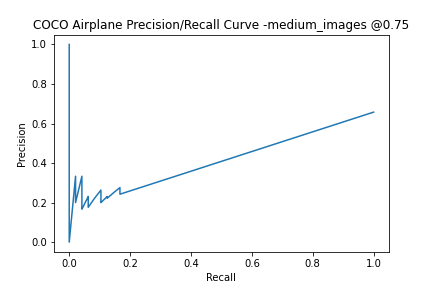 COCO Airplane Precision/Recall Curve -medium_images @0.75
1.0
0.8
0.6
0.4
0.2
0.0
Precision
0.0 0.2 0.4 0.6 0.8 1.0
Recall